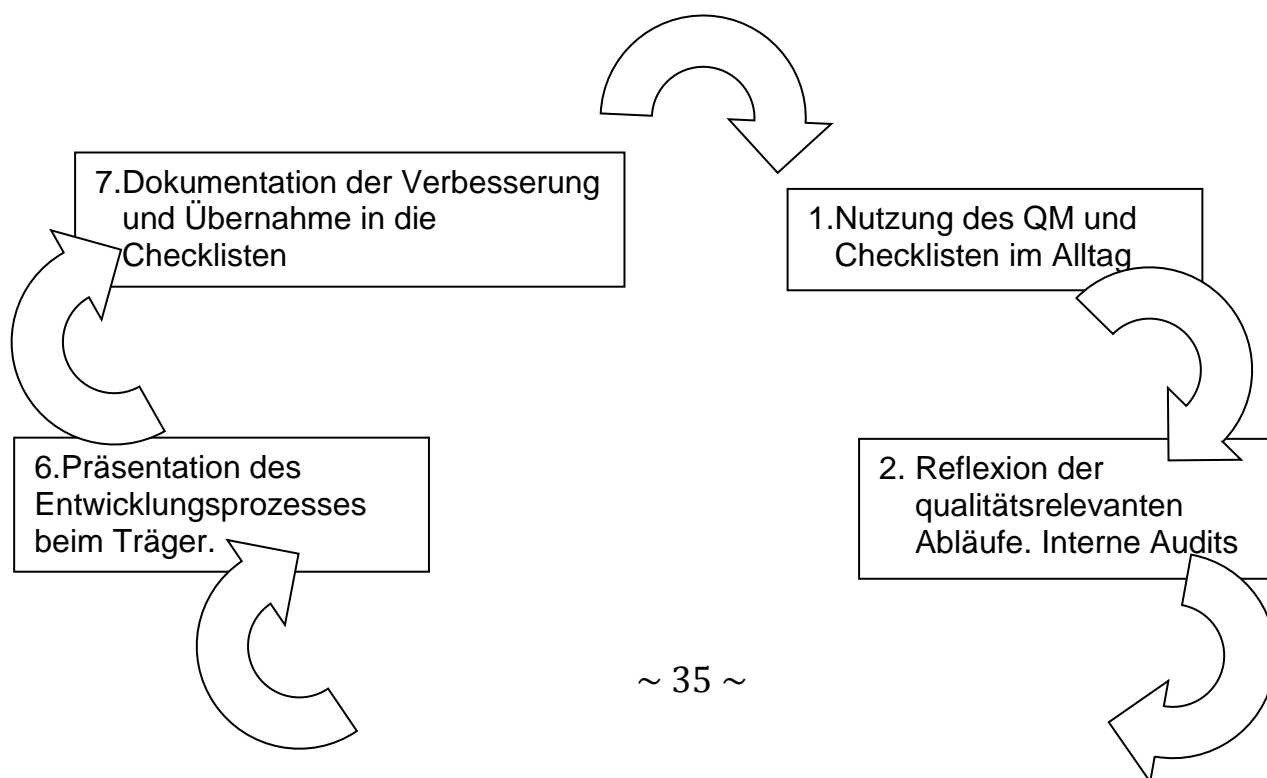 7.Dokumentation der Verbesserung
und Übernahme in die
Checklisten
1.Nutzung des QM und
Checklisten im Alltag
6.Präsentation des
Entwicklungsprozesses
beim Träger.
2. Reflexion der
qualitätsrelevanten
Abläufe. Interne Audits
~ 35 ~